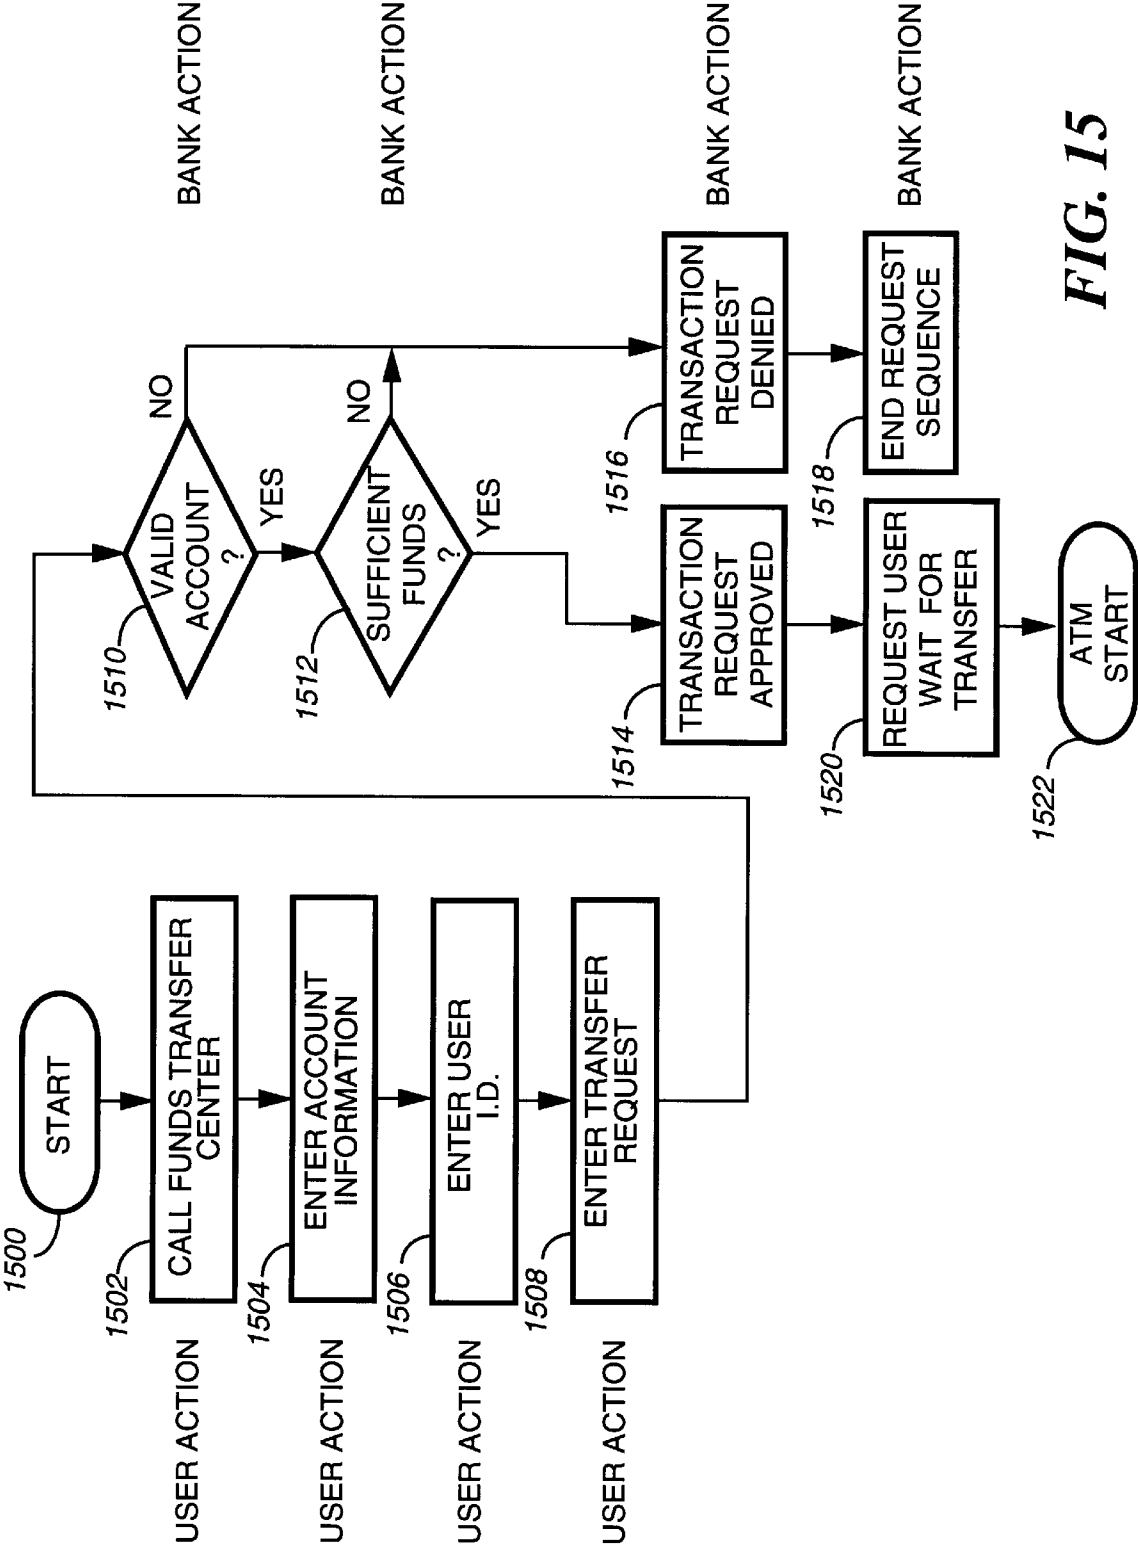 START
1500
CALL FUNDS TRANSFER
CENTER
1502
USER ACTION
ENTER ACCOUNT
INFORMATION
1504
USER ACTION
ENTER USER
I.D.
1506
USER ACTION
ENTER TRANSFER
REQUEST
1508
USER ACTION
VALID
ACCOUNT
?
1510
NO
YES
BANK ACTION
SUFFICIENT
FUNDS
?
1512
NO
YES
BANK ACTION
TRANSACTION
REQUEST
APPROVED
1514
TRANSACTION
REQUEST
DENIED
1516
BANK ACTION
REQUEST USER
WAIT FOR
TRANSFER
1520
END REQUEST
SEQUENCE
1518
BANK ACTION
ATM
START
1522
FIG. 15